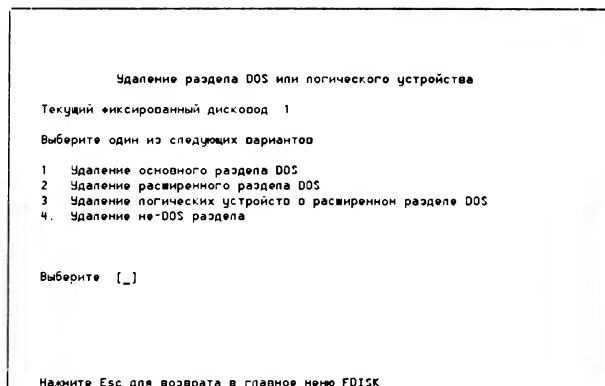 Удаление раздела DOS или логического устройства
Текущий фиксированный дисковод 1
Выберите один из следующих вариантов
1 Удаление основного раздела DOS
2 Удаление расширенного раздела DOS
3 Удаление логических устройств в расширенном разделе DOS
4. Удаление не-DOS раздела
Выберите [_]
Нажмите Esc для возврата в главное меню FDISK